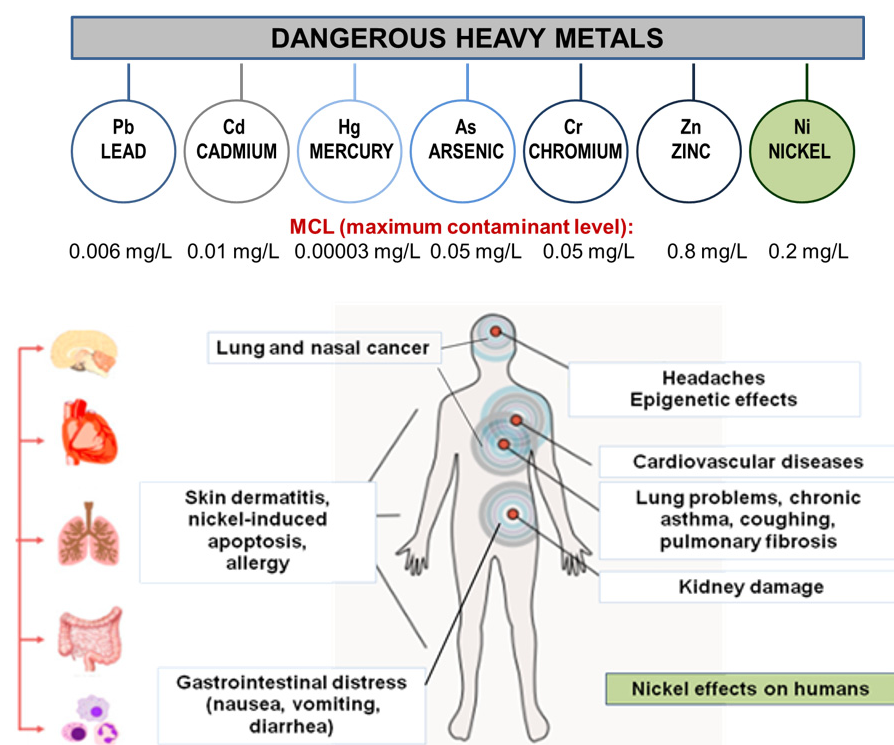 DANGEROUS HEAVY METALS
Pb
LEAD
Cd
CADMIUM
Hg
MERCURY
As
ARSENIC
Cr
CHROMIUM
Zn
ZINC
Ni
NICKEL
MCL (maximum contaminant level):
0.006 mg/L 0.01 mg/L 0.00003 mg/L 0.05 mg/L 0.05 mg/L 0.8 mg/L 0.2 mg/L
Lung and nasal cancer
Headaches
Epigenetic effects
Cardiovascular diseases
Skin dermatitis,
nickel-induced
apoptosis,
allergy
Lung problems, chronic
asthma, coughing,
pulmonary fibrosis
Kidney damage
Gastrointestinal distress
(nausea, vomiting,
diarrhea)
Nickel effects on humans